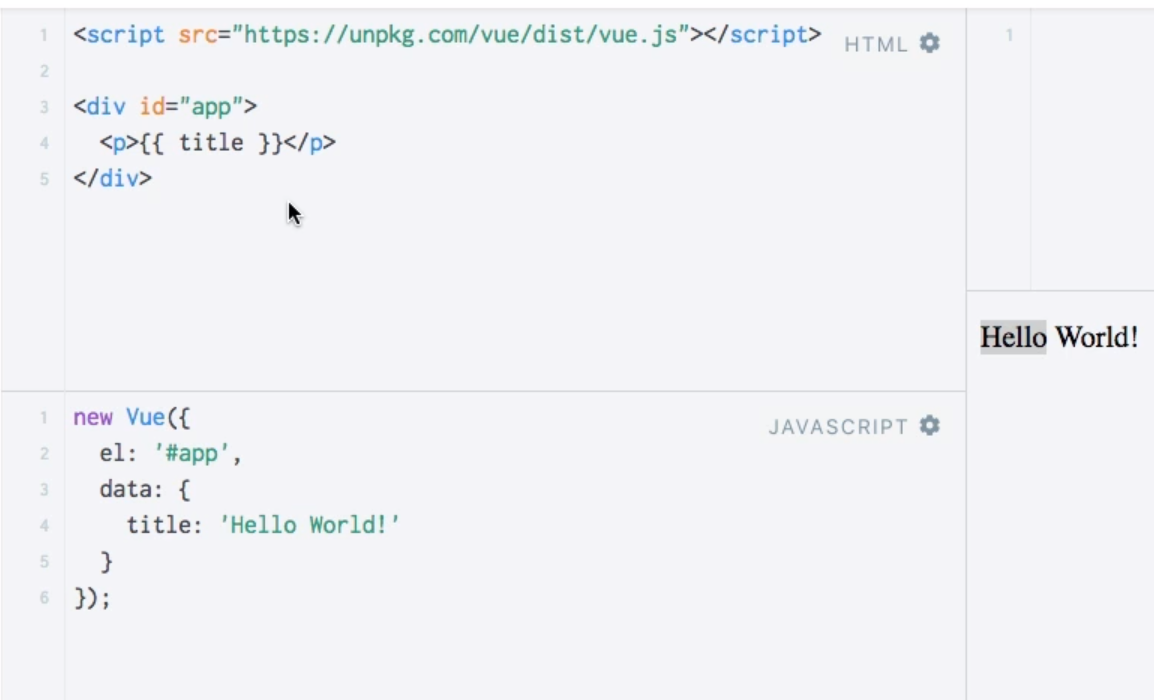 1 <script src="https://unpkg.com/vue/dist/vue.js"></script>
HTML
2
3 <div id="app">
4   <p>{{ title }}</p>
5 </div>
1 new Vue({
JAVASCRIPT
2   el: '#app',
3   data: {
4     title: 'Hello World!'
5   }
6 });
1
Hello World!